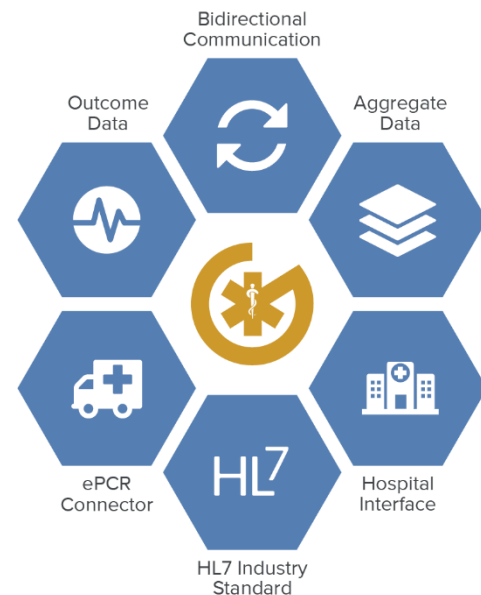 Bidirectional
Communication
Outcome
Data
Aggregate
Data
ePCR
Connector
HL7
Hospital
Interface
HL7 Industry
Standard